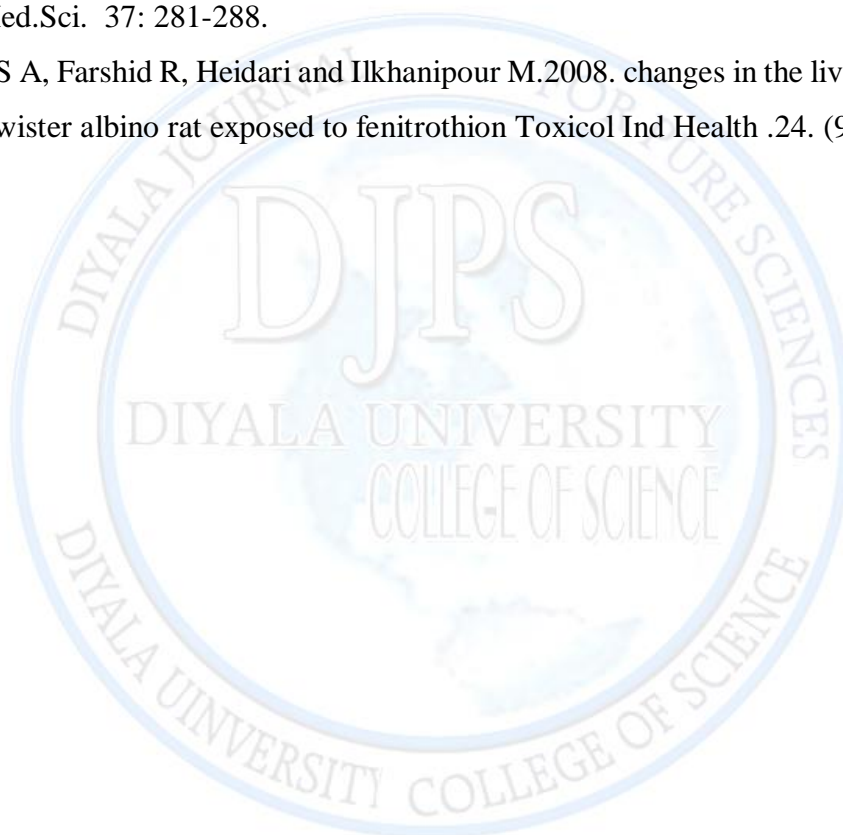 ed.Sci. 37: 281-288.
S A, Farshid R, Heidari and Ilkhanipour M.2008. changes in the liv
wister albino rat exposed to fenitrothion Toxicol Ind Health .24. (9
DIYALA JOURNAL FOR PURE SCIENCES
DJPS
DIYALA UNIVERSITY
COLLEGE OF SCIENCE
DIYALA UINVERSITY COLLEGE OF SCIENCE